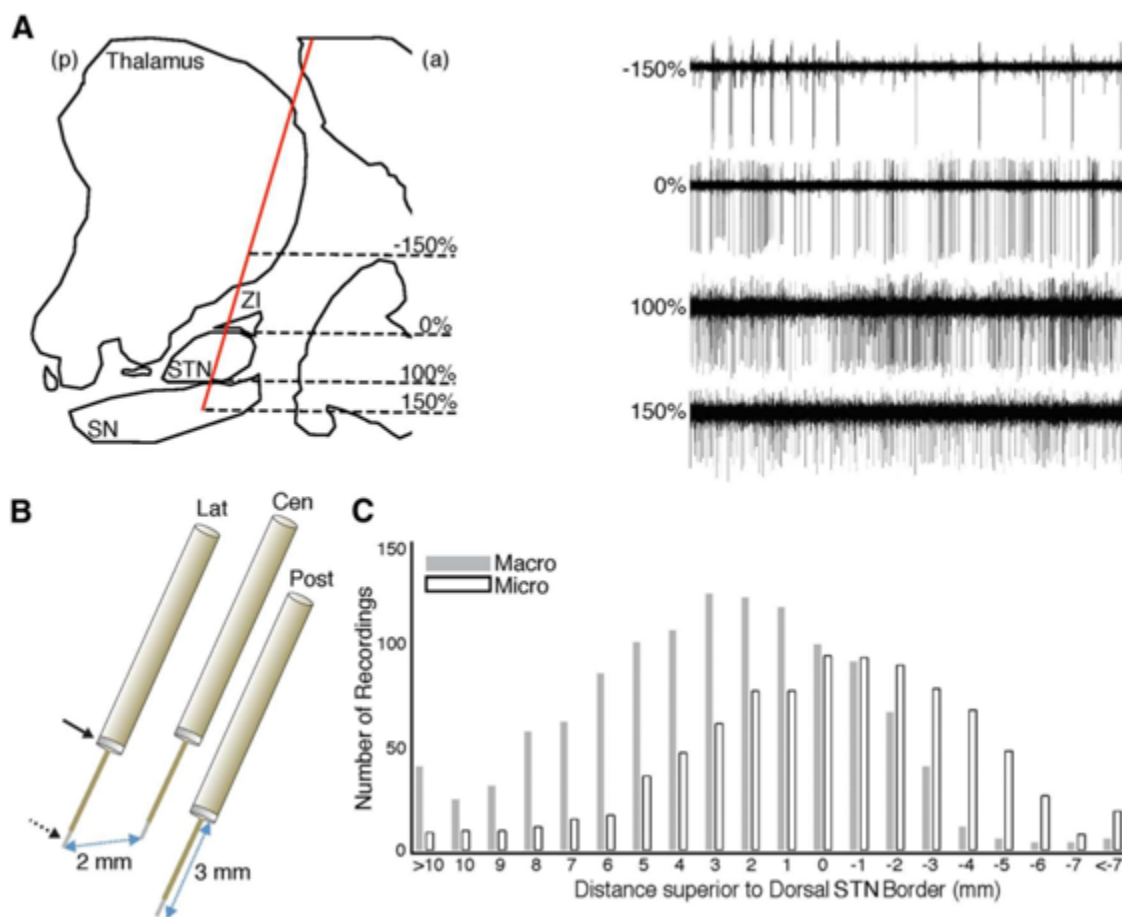 A
(p)
Thalamus
(a)
-150%
ZI
0%
STN
100%
150%
SN
-150%
0%
100%
150%
B
Lat
Cen
Post
2 mm
3 mm
C
Macro
Micro
Number of Recordings
150
100
50
0
>10 10 9 8 7 6 5 4 3 2 1 0 -1 -2 -3 -4 -5 -6 -7 <-7
Distance superior to Dorsal STN Border (mm)